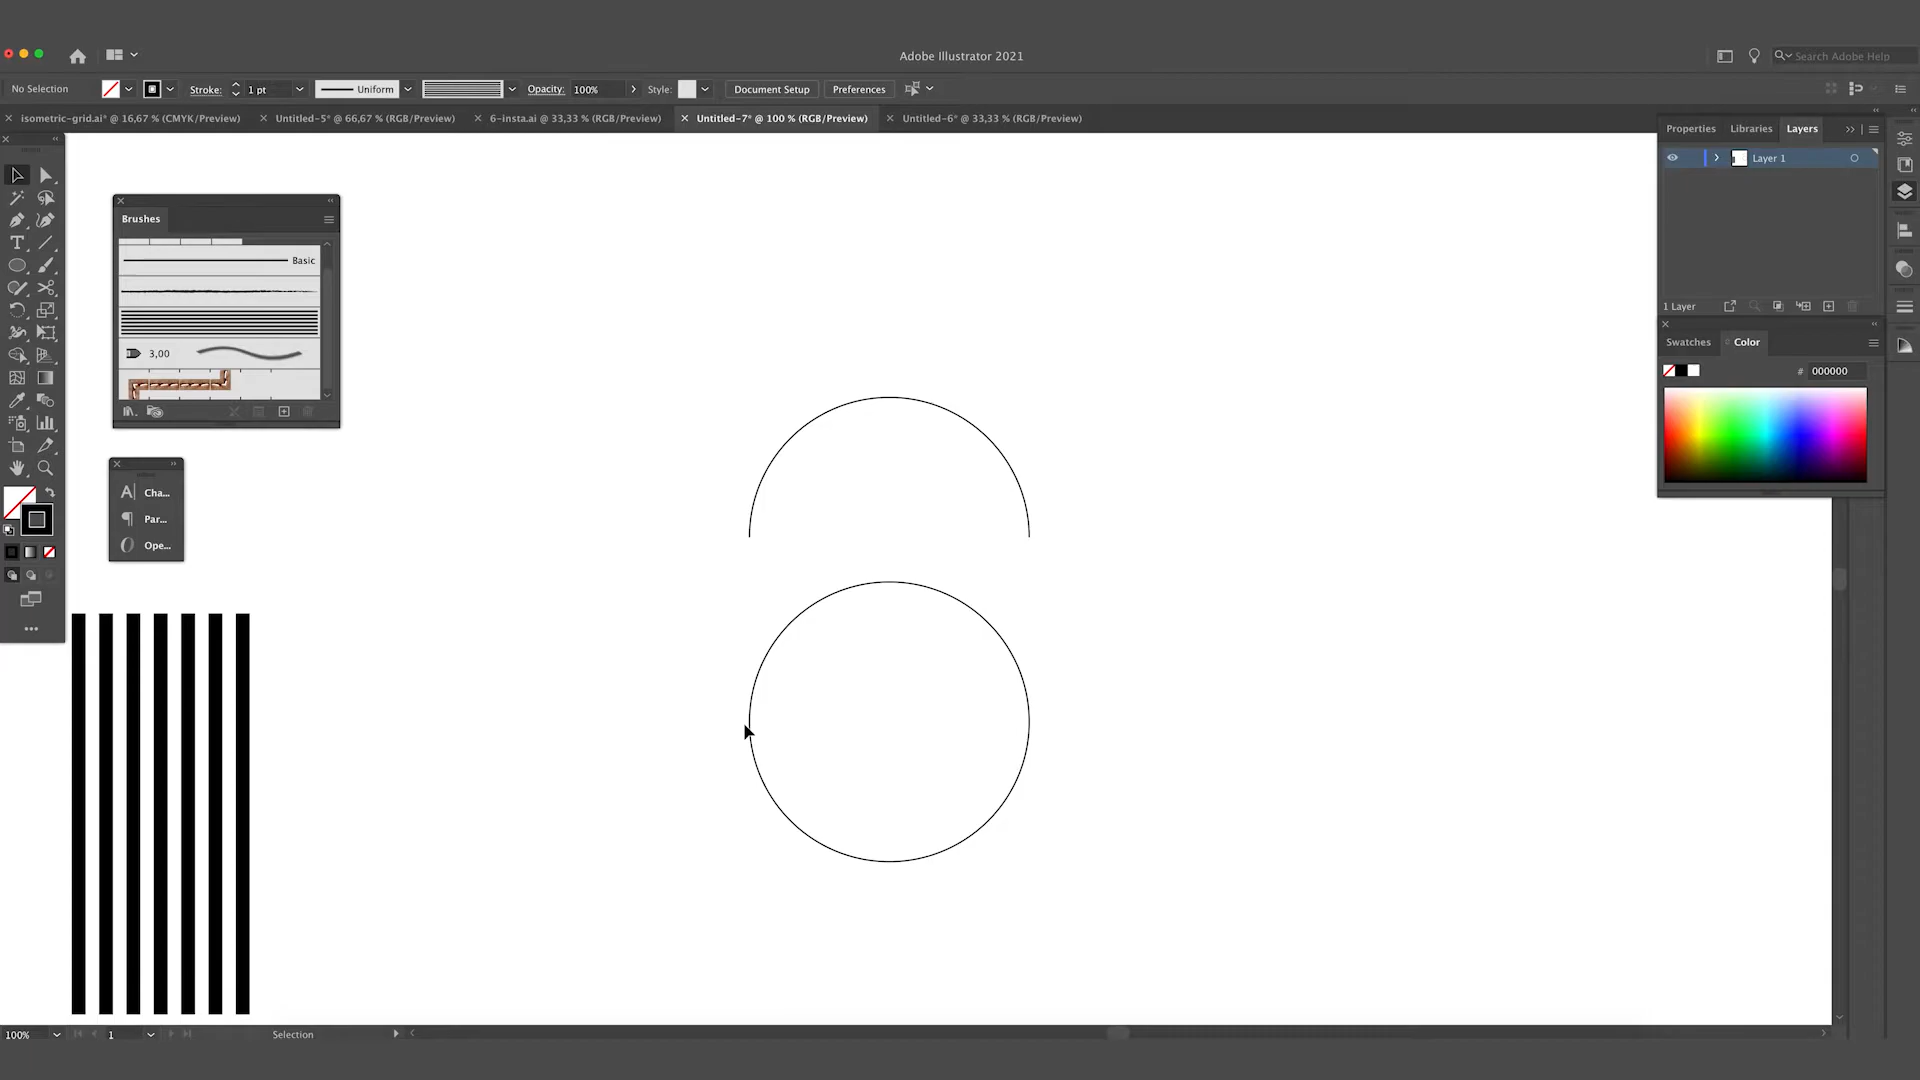 Adobe Illustrator 2021
Search Adobe Help
No Selection
Stroke:
1 pt
Uniform
Opacity:
100%
Style:
Document Setup
Preferences
isometric-grid.ai* @ 16,67 % (CMYK/Preview)
Untitled-5* @ 66,67 % (RGB/Preview)
6-insta.ai @ 33,33 % (RGB/Preview)
Untitled-7* @ 100 % (RGB/Preview)
Untitled-6* @ 33,33 % (RGB/Preview)
Properties
Libraries
Layers
Layer 1
1 Layer
Swatches
Color
# 000000
Brushes
Basic
3,00
Cha...
Par...
Ope...
100%
1
Selection